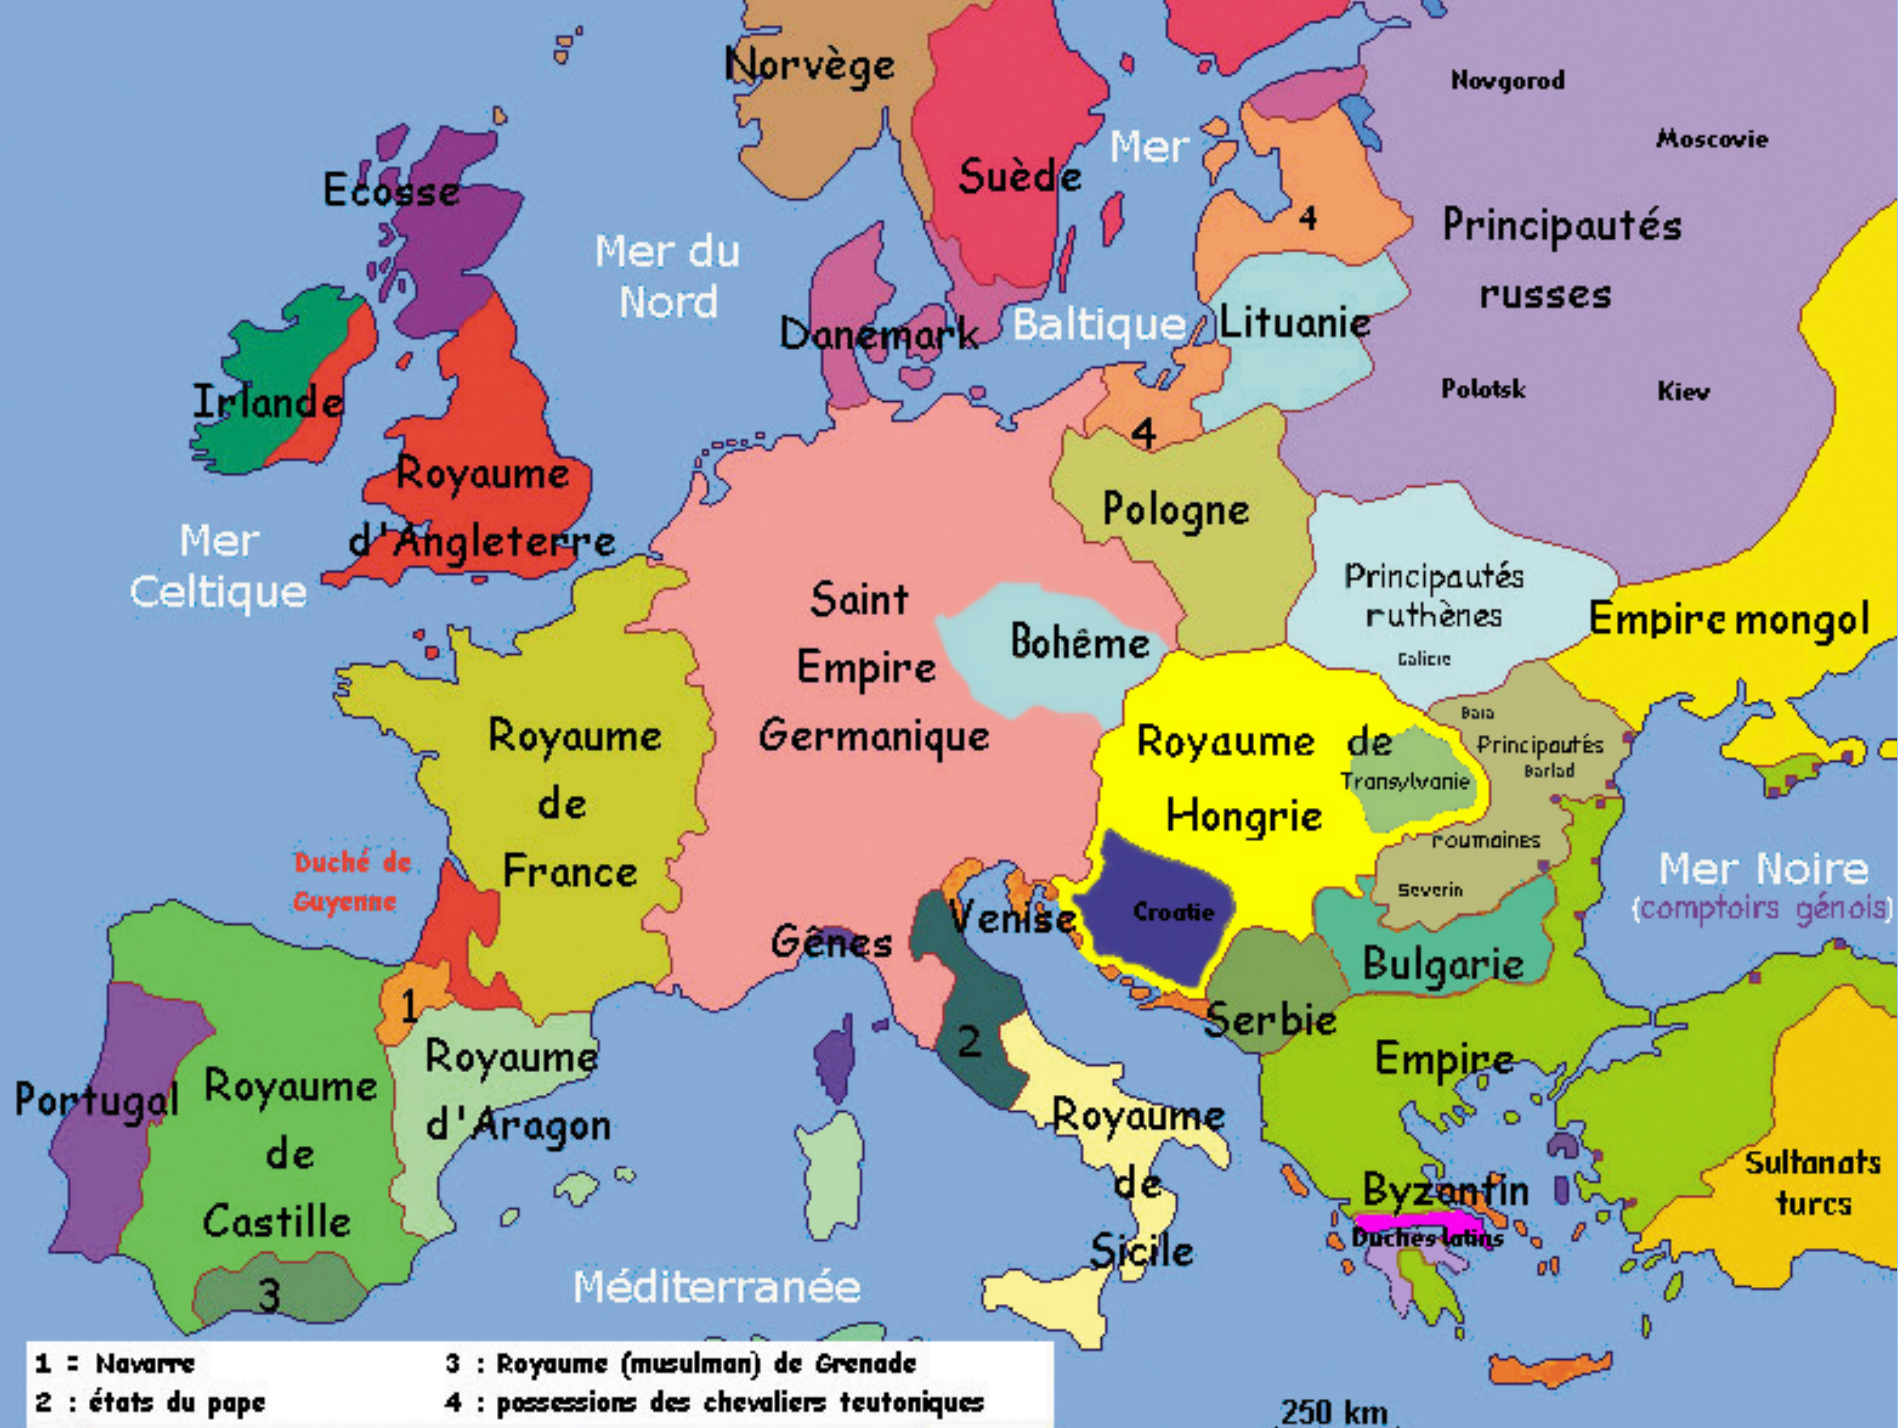 Norvège
Novgorod
Moscovie
Mer
Suède
Ecosse
4
Principautés
russes
Mer du
Nord
Danemark
Baltique
Lituanie
Polotsk
Kiev
Irlande
4
Royaume
d'Angleterre
Pologne
Mer
Celtique
Principautés
ruthènes
Galicie
Empire mongol
Saint
Empire
Germanique
Bohême
Royaume
de
France
Royaume de
Hongrie
Transylvanie
Principautés
Barlad
roumaines
Severin
Duché de
Guyenne
Mer Noire
(comptoirs génois)
Croatie
Venise
Gênes
Bulgarie
1
2
Serbie
Royaume
d'Aragon
Empire
Byzantin
Portugal
Royaume
de
Castille
Royaume
de
Sicile
Sultanats
turcs
Duchés latins
3
Méditerranée
1 = Navarre
2 : états du pape
3 : Royaume (musulman) de Grenade
4 : possessions des chevaliers teutoniques
250 km